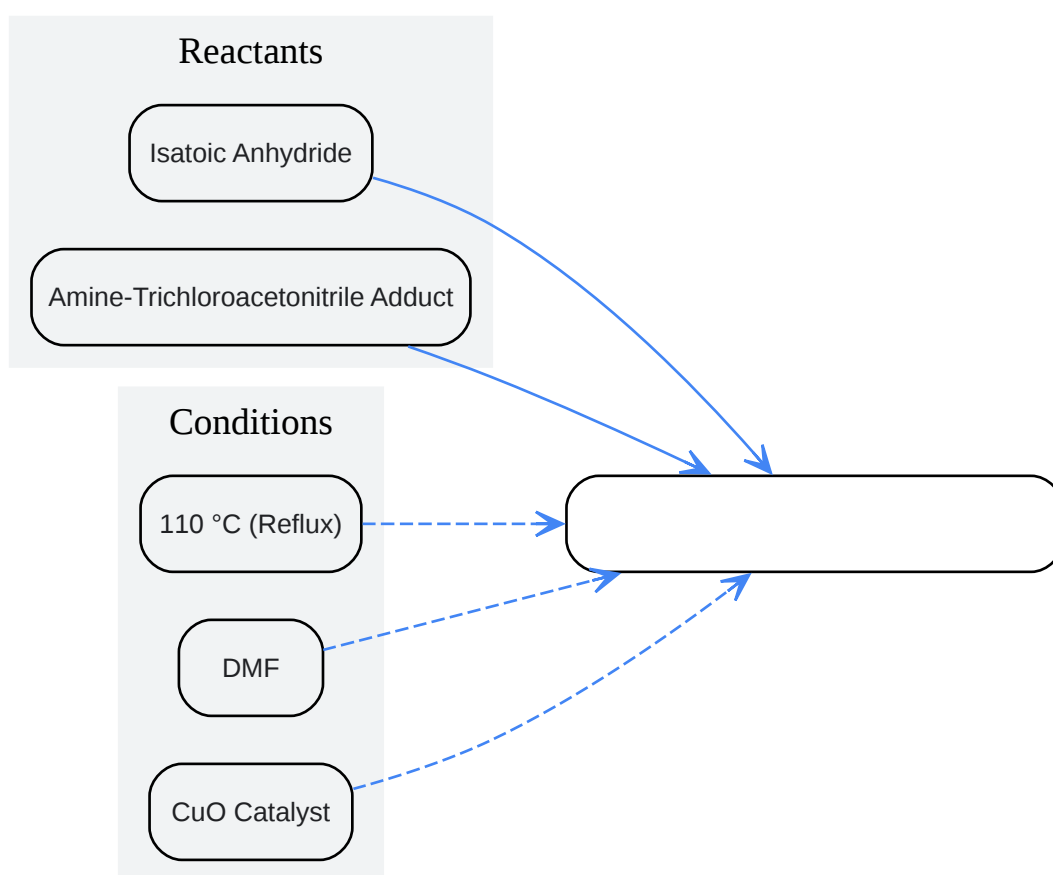 Reactants
Isatoic Anhydride
Amine-Trichloroacetonitrile Adduct
Conditions
110 °C (Reflux)
DMF
CuO Catalyst